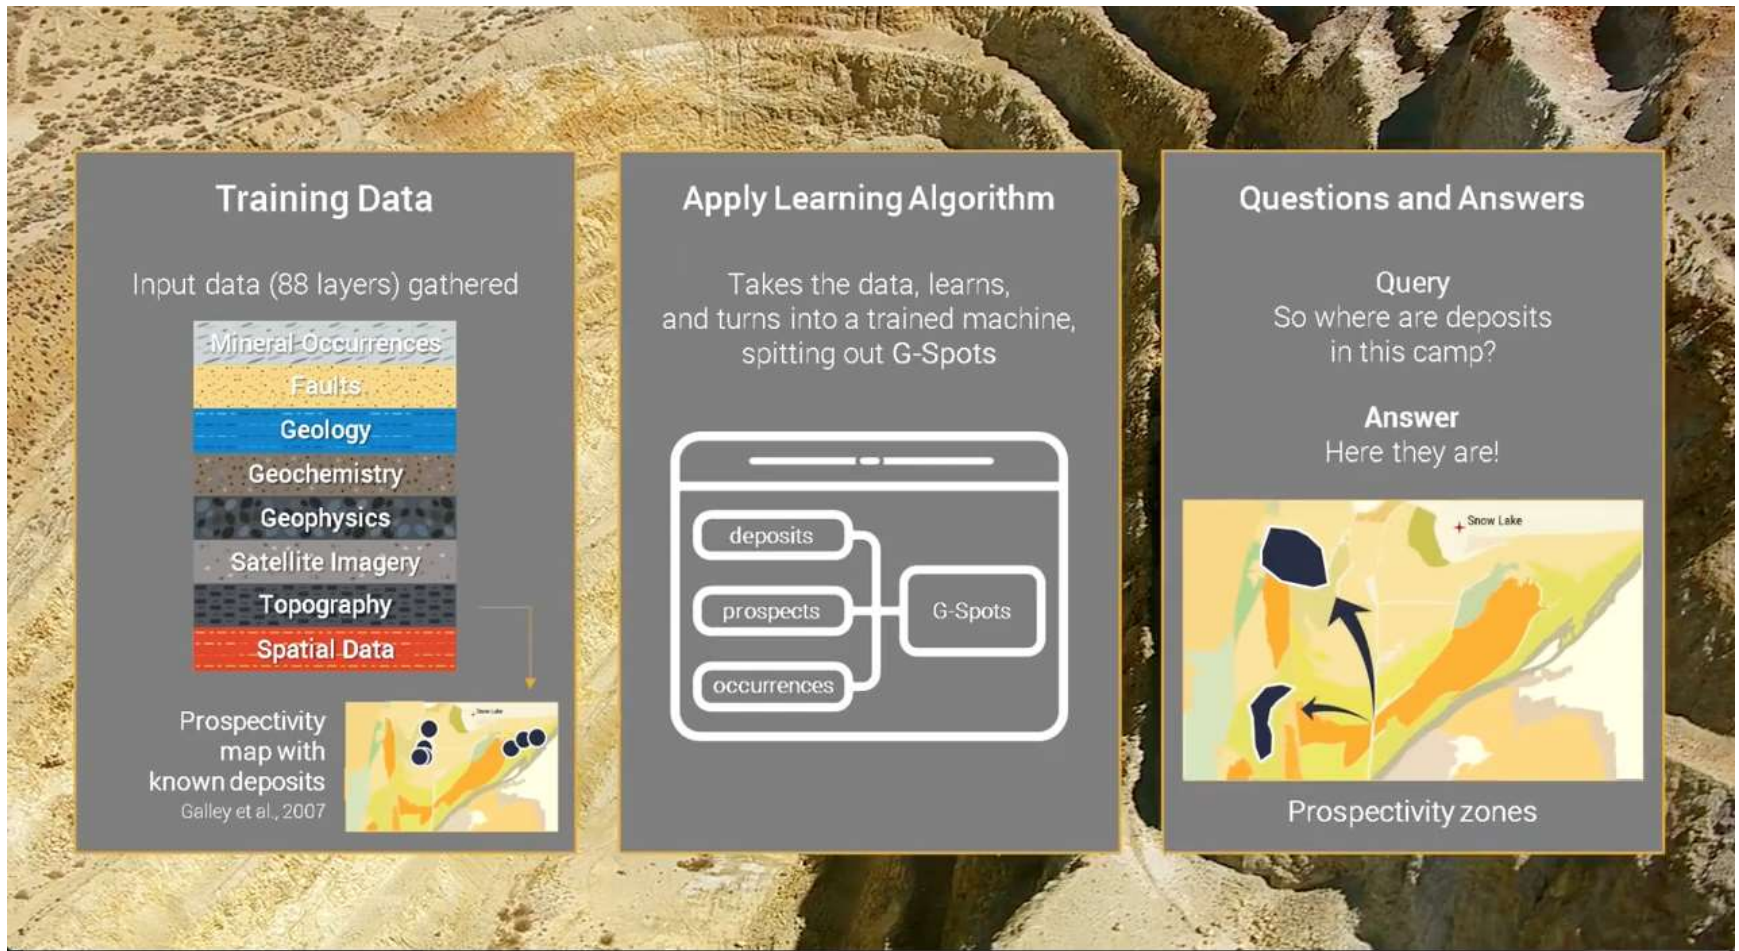 Training Data
Input data (88 layers) gathered
Mineral Occurrences
Faults
Geology
Geochemistry
Geophysics
Satellite Imagery
Topography
Spatial Data
Prospectivity
map with
known deposits
Galley et al., 2007
Snow Lake
Apply Learning Algorithm
Takes the data, learns,
and turns into a trained machine,
spitting out G-Spots
deposits
prospects
occurrences
G-Spots
Questions and Answers
Query
So where are deposits
in this camp?
Answer
Here they are!
Snow Lake
Prospectivity zones